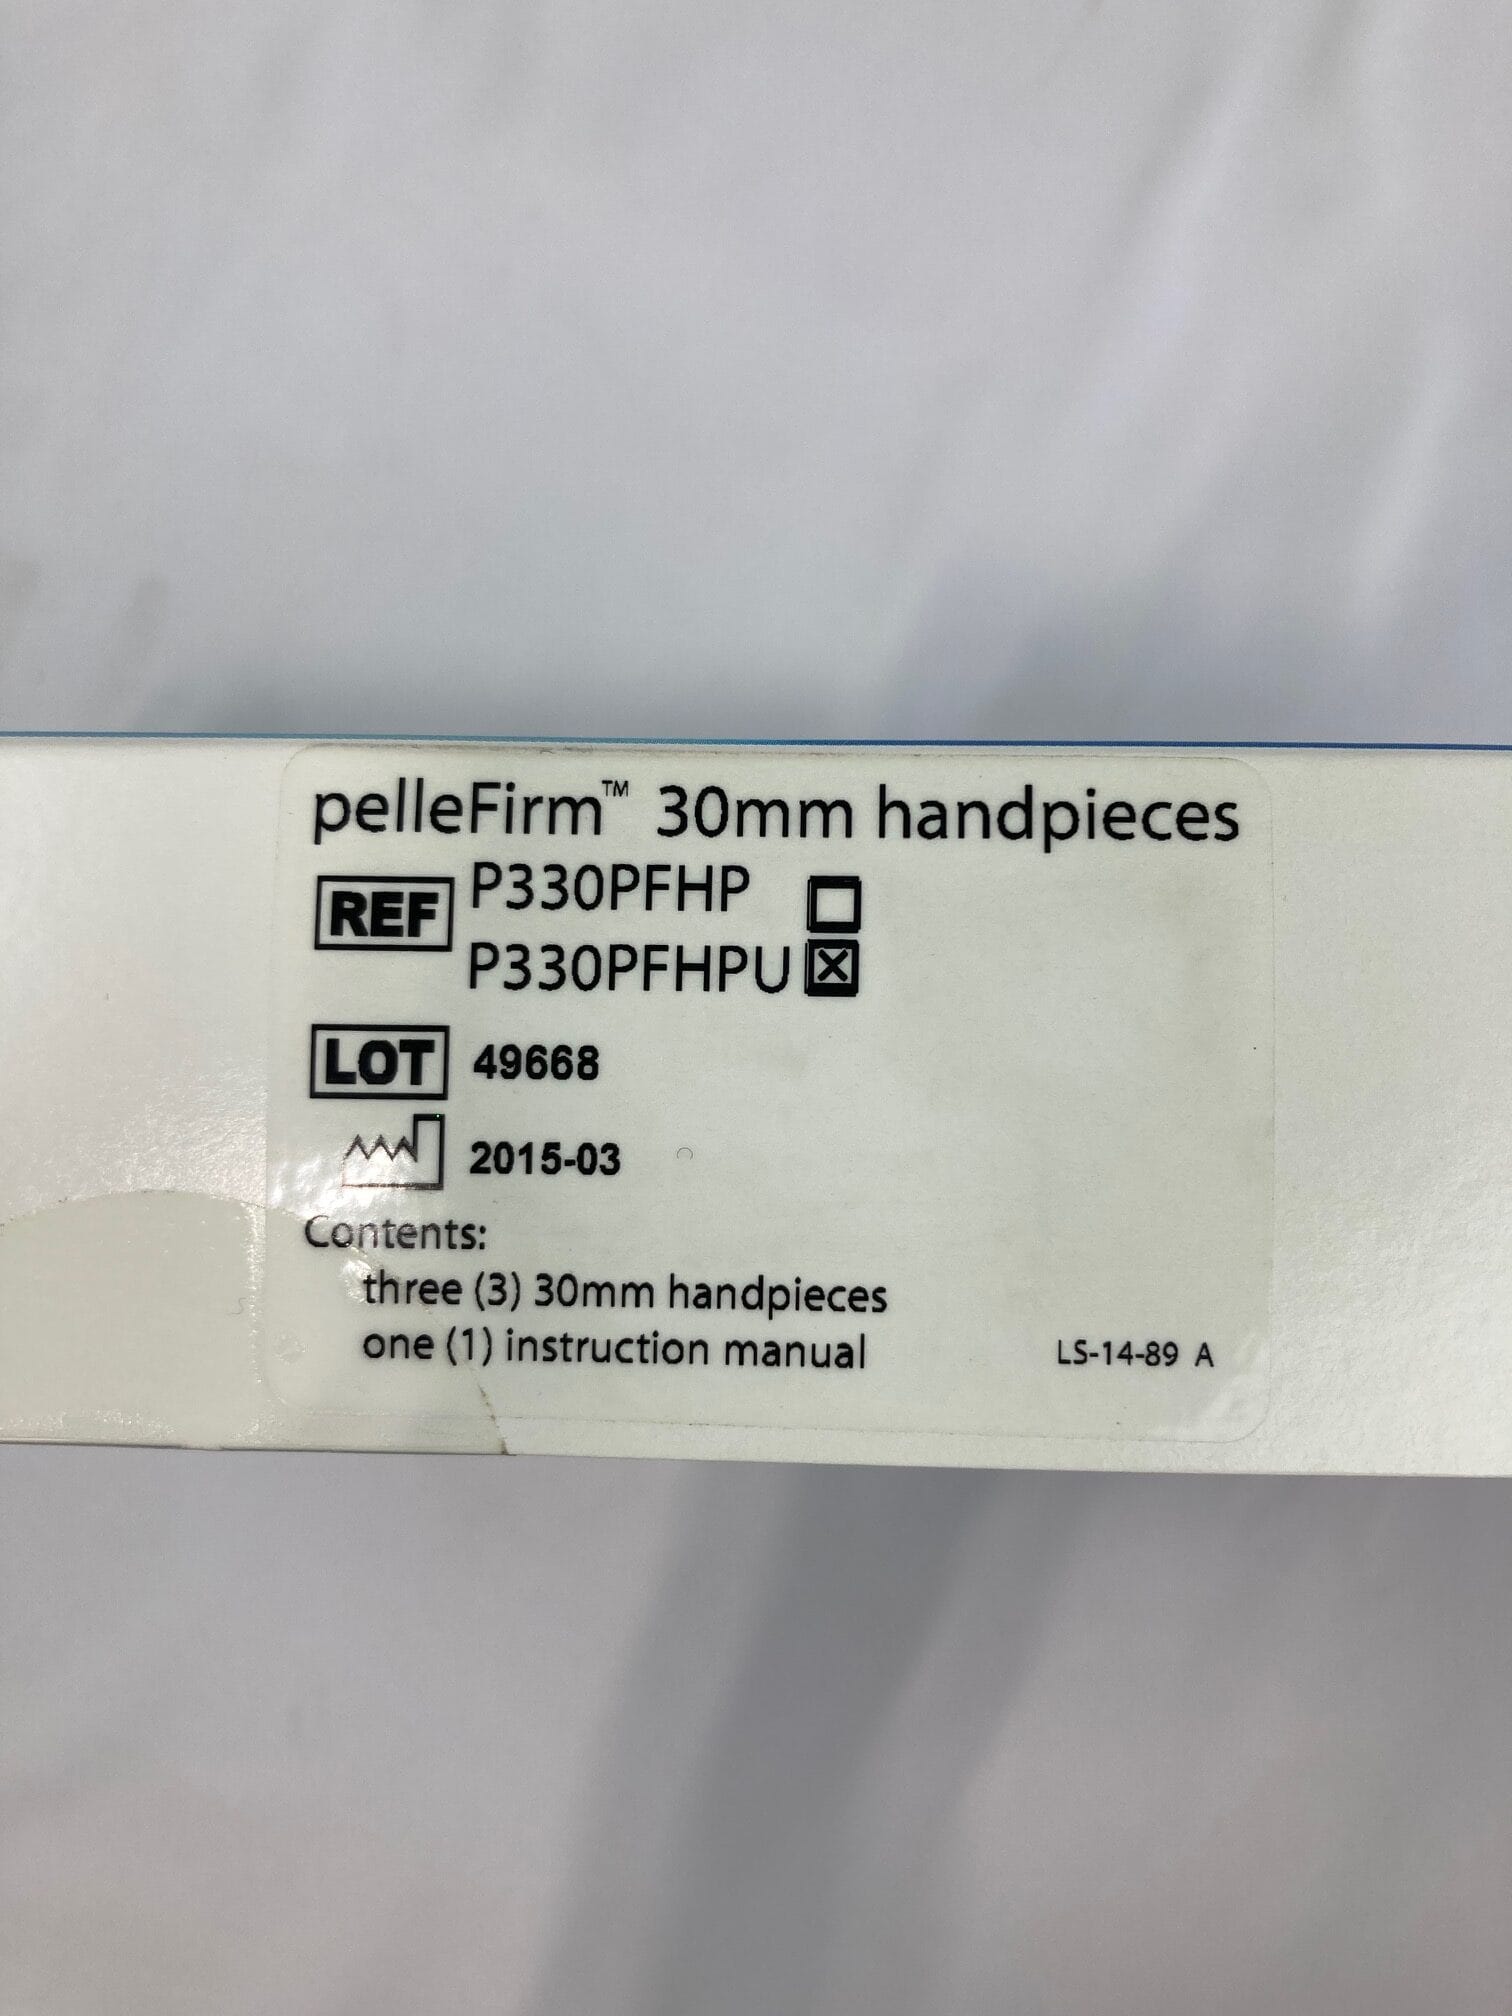 pelleFirm™ 30mm handpieces
REF P330PFHP ☐
P330PFHPU ☒
LOT 49668
2015-03
Contents:
three (3) 30mm handpieces
one (1) instruction manual
LS-14-89 A